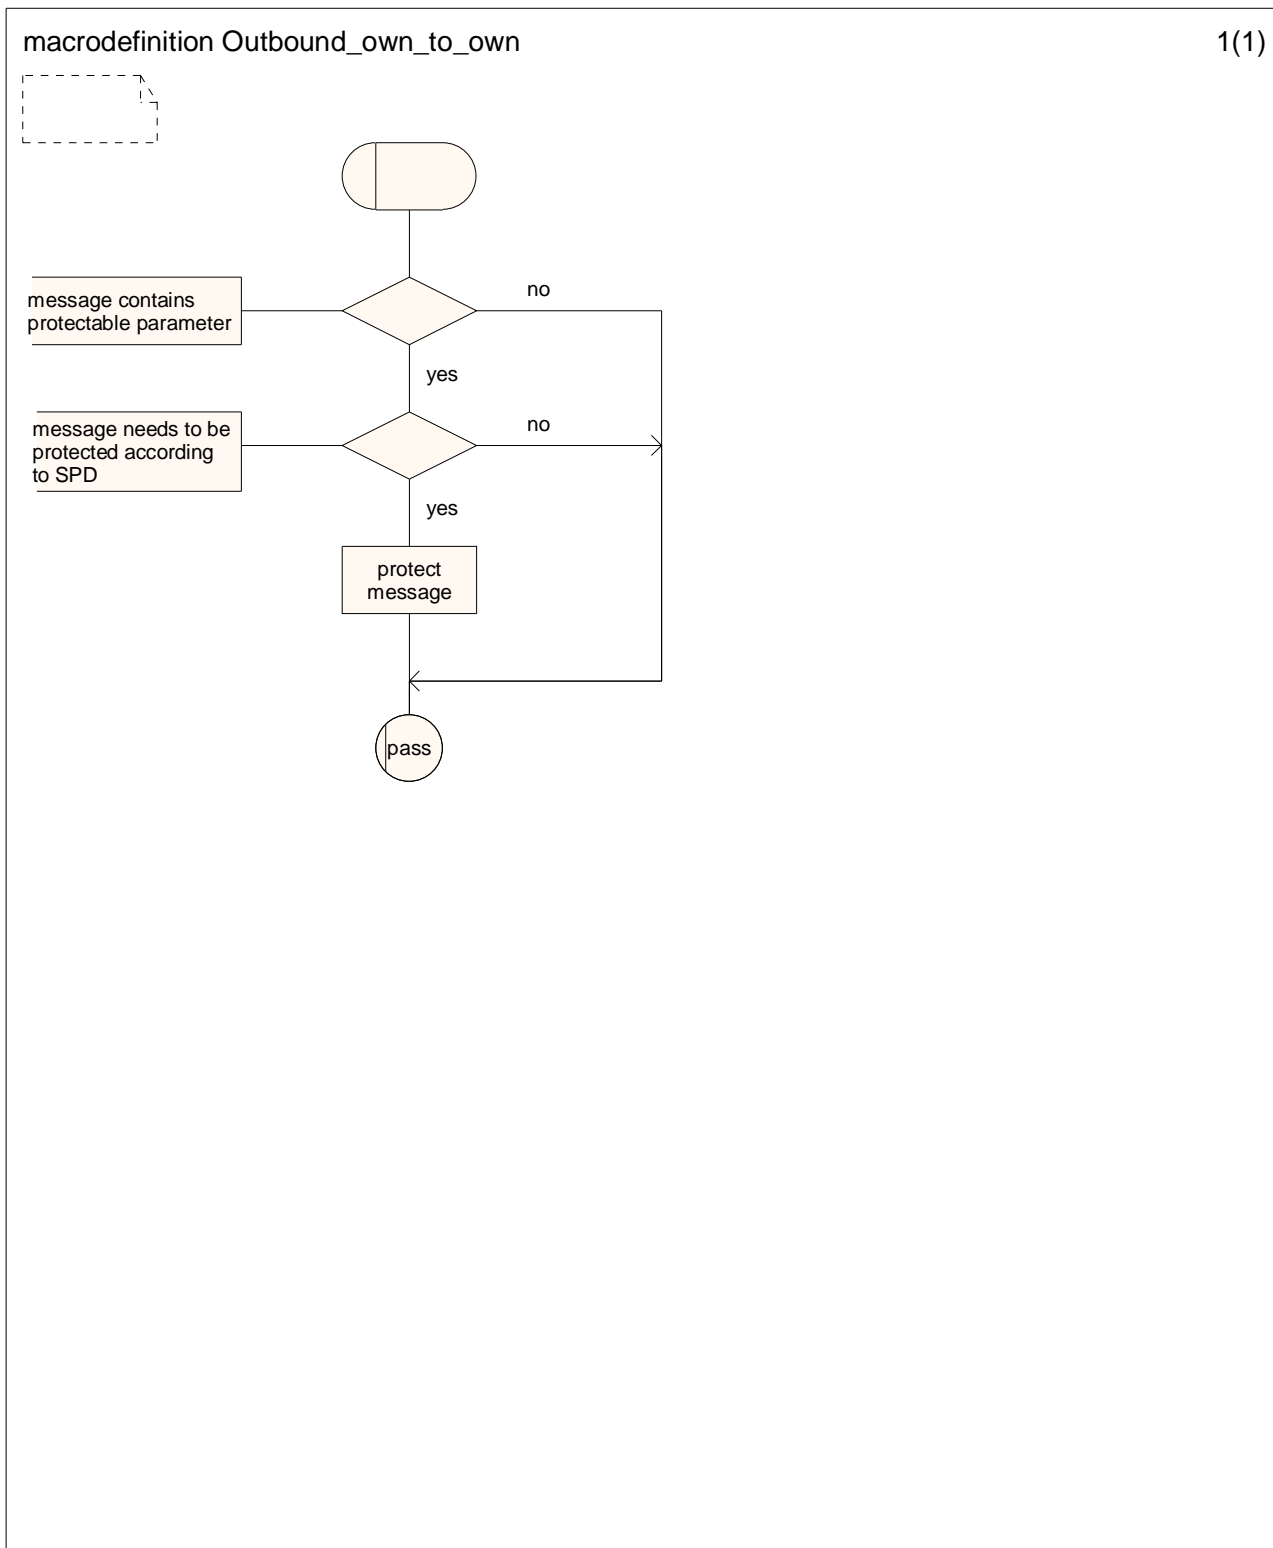 macrodefinition Outbound_own_to_own
1(1)
message contains
protectable parameter
no
yes
message needs to be
protected according
to SPD
no
yes
protect
message
pass